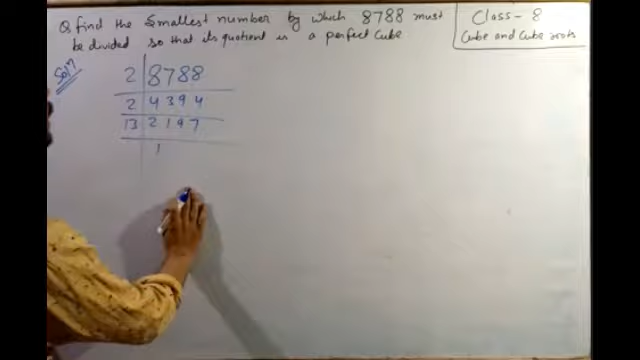 Q find the Smallest number by which 8788 must
be divided so that its quotient is a perfect Cube
Class - 8
Cube and Cube roots
Soln
2 8788
2 4394
13 2197
1